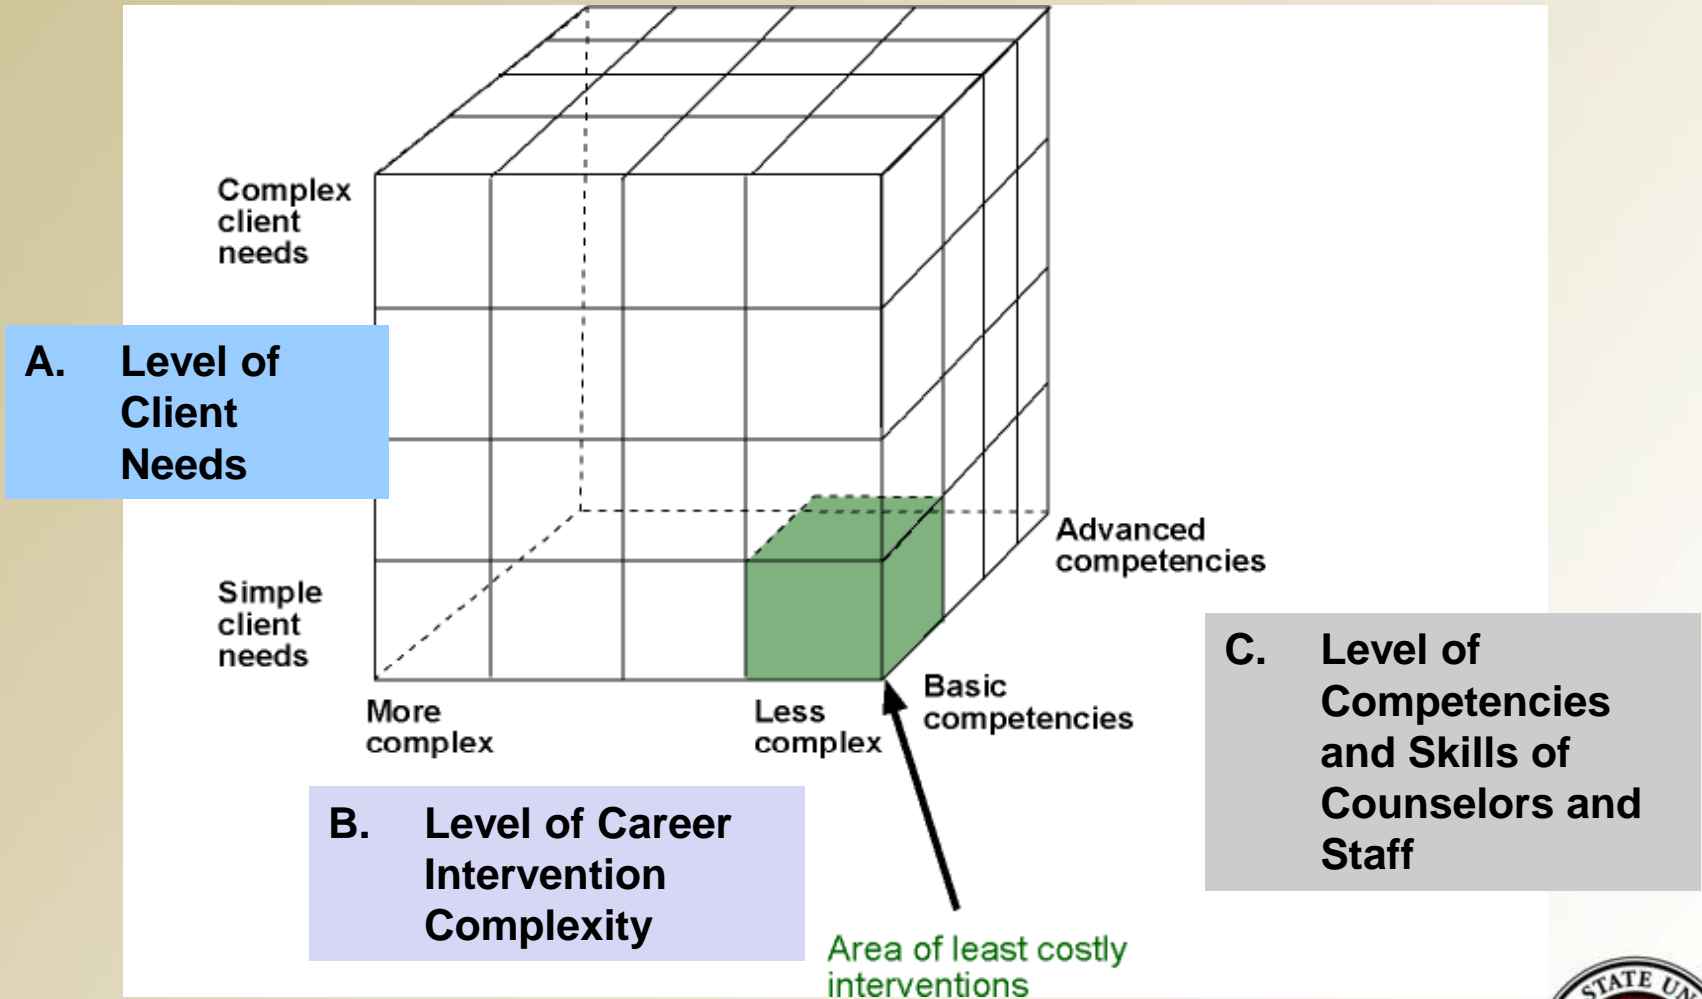 Complex
client
needs
A. Level of
Client
Needs
Simple
client
needs
Advanced
competencies
More
complex
Less
complex
Basic
competencies
C. Level of
Competencies
and Skills of
Counselors and
Staff
B. Level of Career
Intervention
Complexity
Area of least costly
interventions
STATE